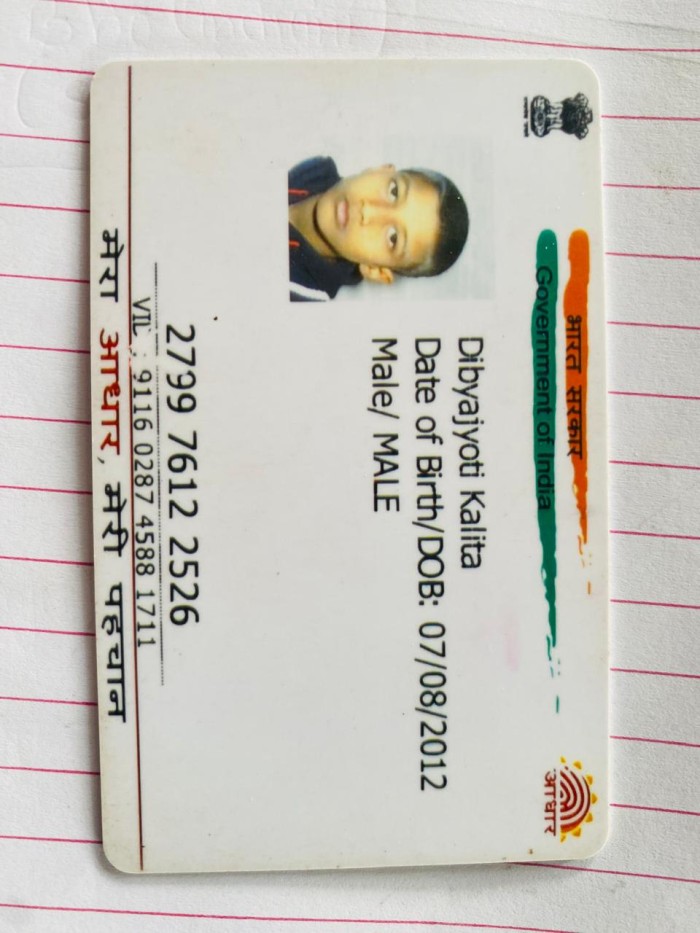 भारत सरकार
Government of India
Dibyajyoti Kalita
Date of Birth/DOB: 07/08/2012
Male/ MALE
2799 7612 2526
VID : 9116 0287 4588 1711
मेरा आधार, मेरी पहचान
आधार